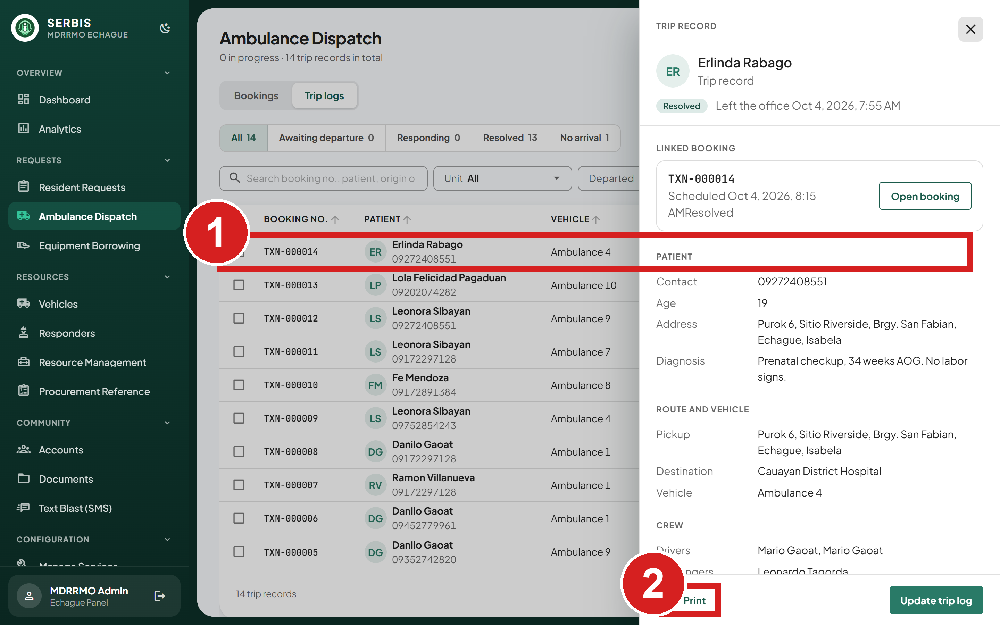 SERBIS
MDRRMO ECHAGUE
OVERVIEW
Dashboard
Analytics
REQUESTS
Resident Requests
Ambulance Dispatch
Equipment Borrowing
RESOURCES
Vehicles
Responders
Resource Management
Procurement Reference
COMMUNITY
Accounts
Documents
Text Blast (SMS)
CONFIGURATION
Manage Services
MDRRMO Admin
Echague Panel
Ambulance Dispatch
0 in progress · 14 trip records in total
Bookings Trip logs
All 14 Awaiting departure 0 Responding 0 Resolved 13 No arrival 1
Search booking no., patient, origin o Unit All Departed
BOOKING NO. PATIENT VEHICLE
1
TXN-000014 ER Erlinda Rabago Ambulance 4
09272408551
TXN-000013 LP Lola Felicidad Pagaduan Ambulance 10
09202074282
TXN-000012 LS Leonora Sibayan Ambulance 9
09272408551
TXN-000011 LS Leonora Sibayan Ambulance 7
09172297128
TXN-000010 FM Fe Mendoza Ambulance 8
09172891384
TXN-000009 LS Leonora Sibayan Ambulance 4
09752854243
TXN-000008 DG Danilo Gaoat Ambulance 1
09172297128
TXN-000007 RV Ramon Villanueva Ambulance 1
09172297128
TXN-000006 DG Danilo Gaoat Ambulance 1
09452779961
TXN-000005 DG Danilo Gaoat Ambulance 9
09352742820
14 trip records
TRIP RECORD
ER Erlinda Rabago
Trip record
Resolved Left the office Oct 4, 2026, 7:55 AM
LINKED BOOKING
TXN-000014
Scheduled Oct 4, 2026, 8:15
AMResolved
Open booking
PATIENT
Contact 09272408551
Age 19
Address Purok 6, Sitio Riverside, Brgy. San Fabian,
Echague, Isabela
Diagnosis Prenatal checkup, 34 weeks AOG. No labor
signs.
ROUTE AND VEHICLE
Pickup Purok 6, Sitio Riverside, Brgy. San Fabian,
Echague, Isabela
Destination Cauayan District Hospital
Vehicle Ambulance 4
CREW
Drivers Mario Gaoat, Mario Gaoat
Leonardo Tagorda
2
Print Update trip log